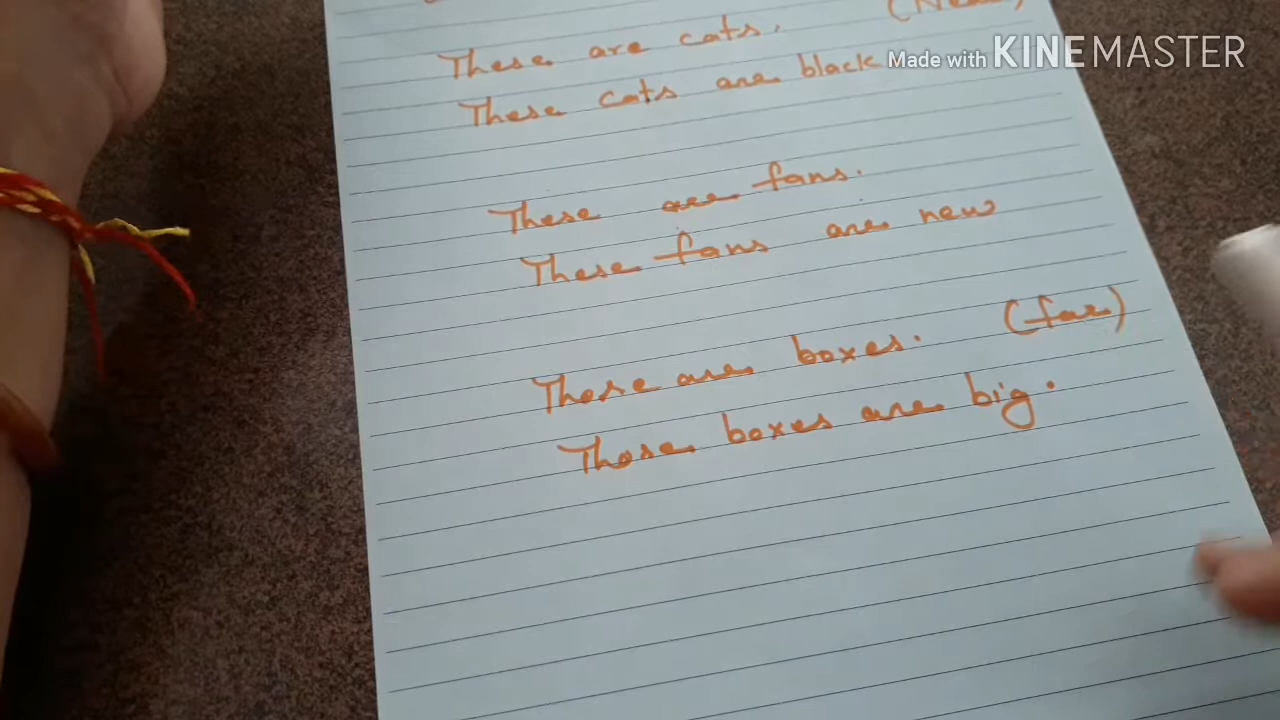 These are cats.
These cats are black
Made with KINEMASTER
These are fans.
These fans are new
Those are boxes. (far)
Those boxes are big.